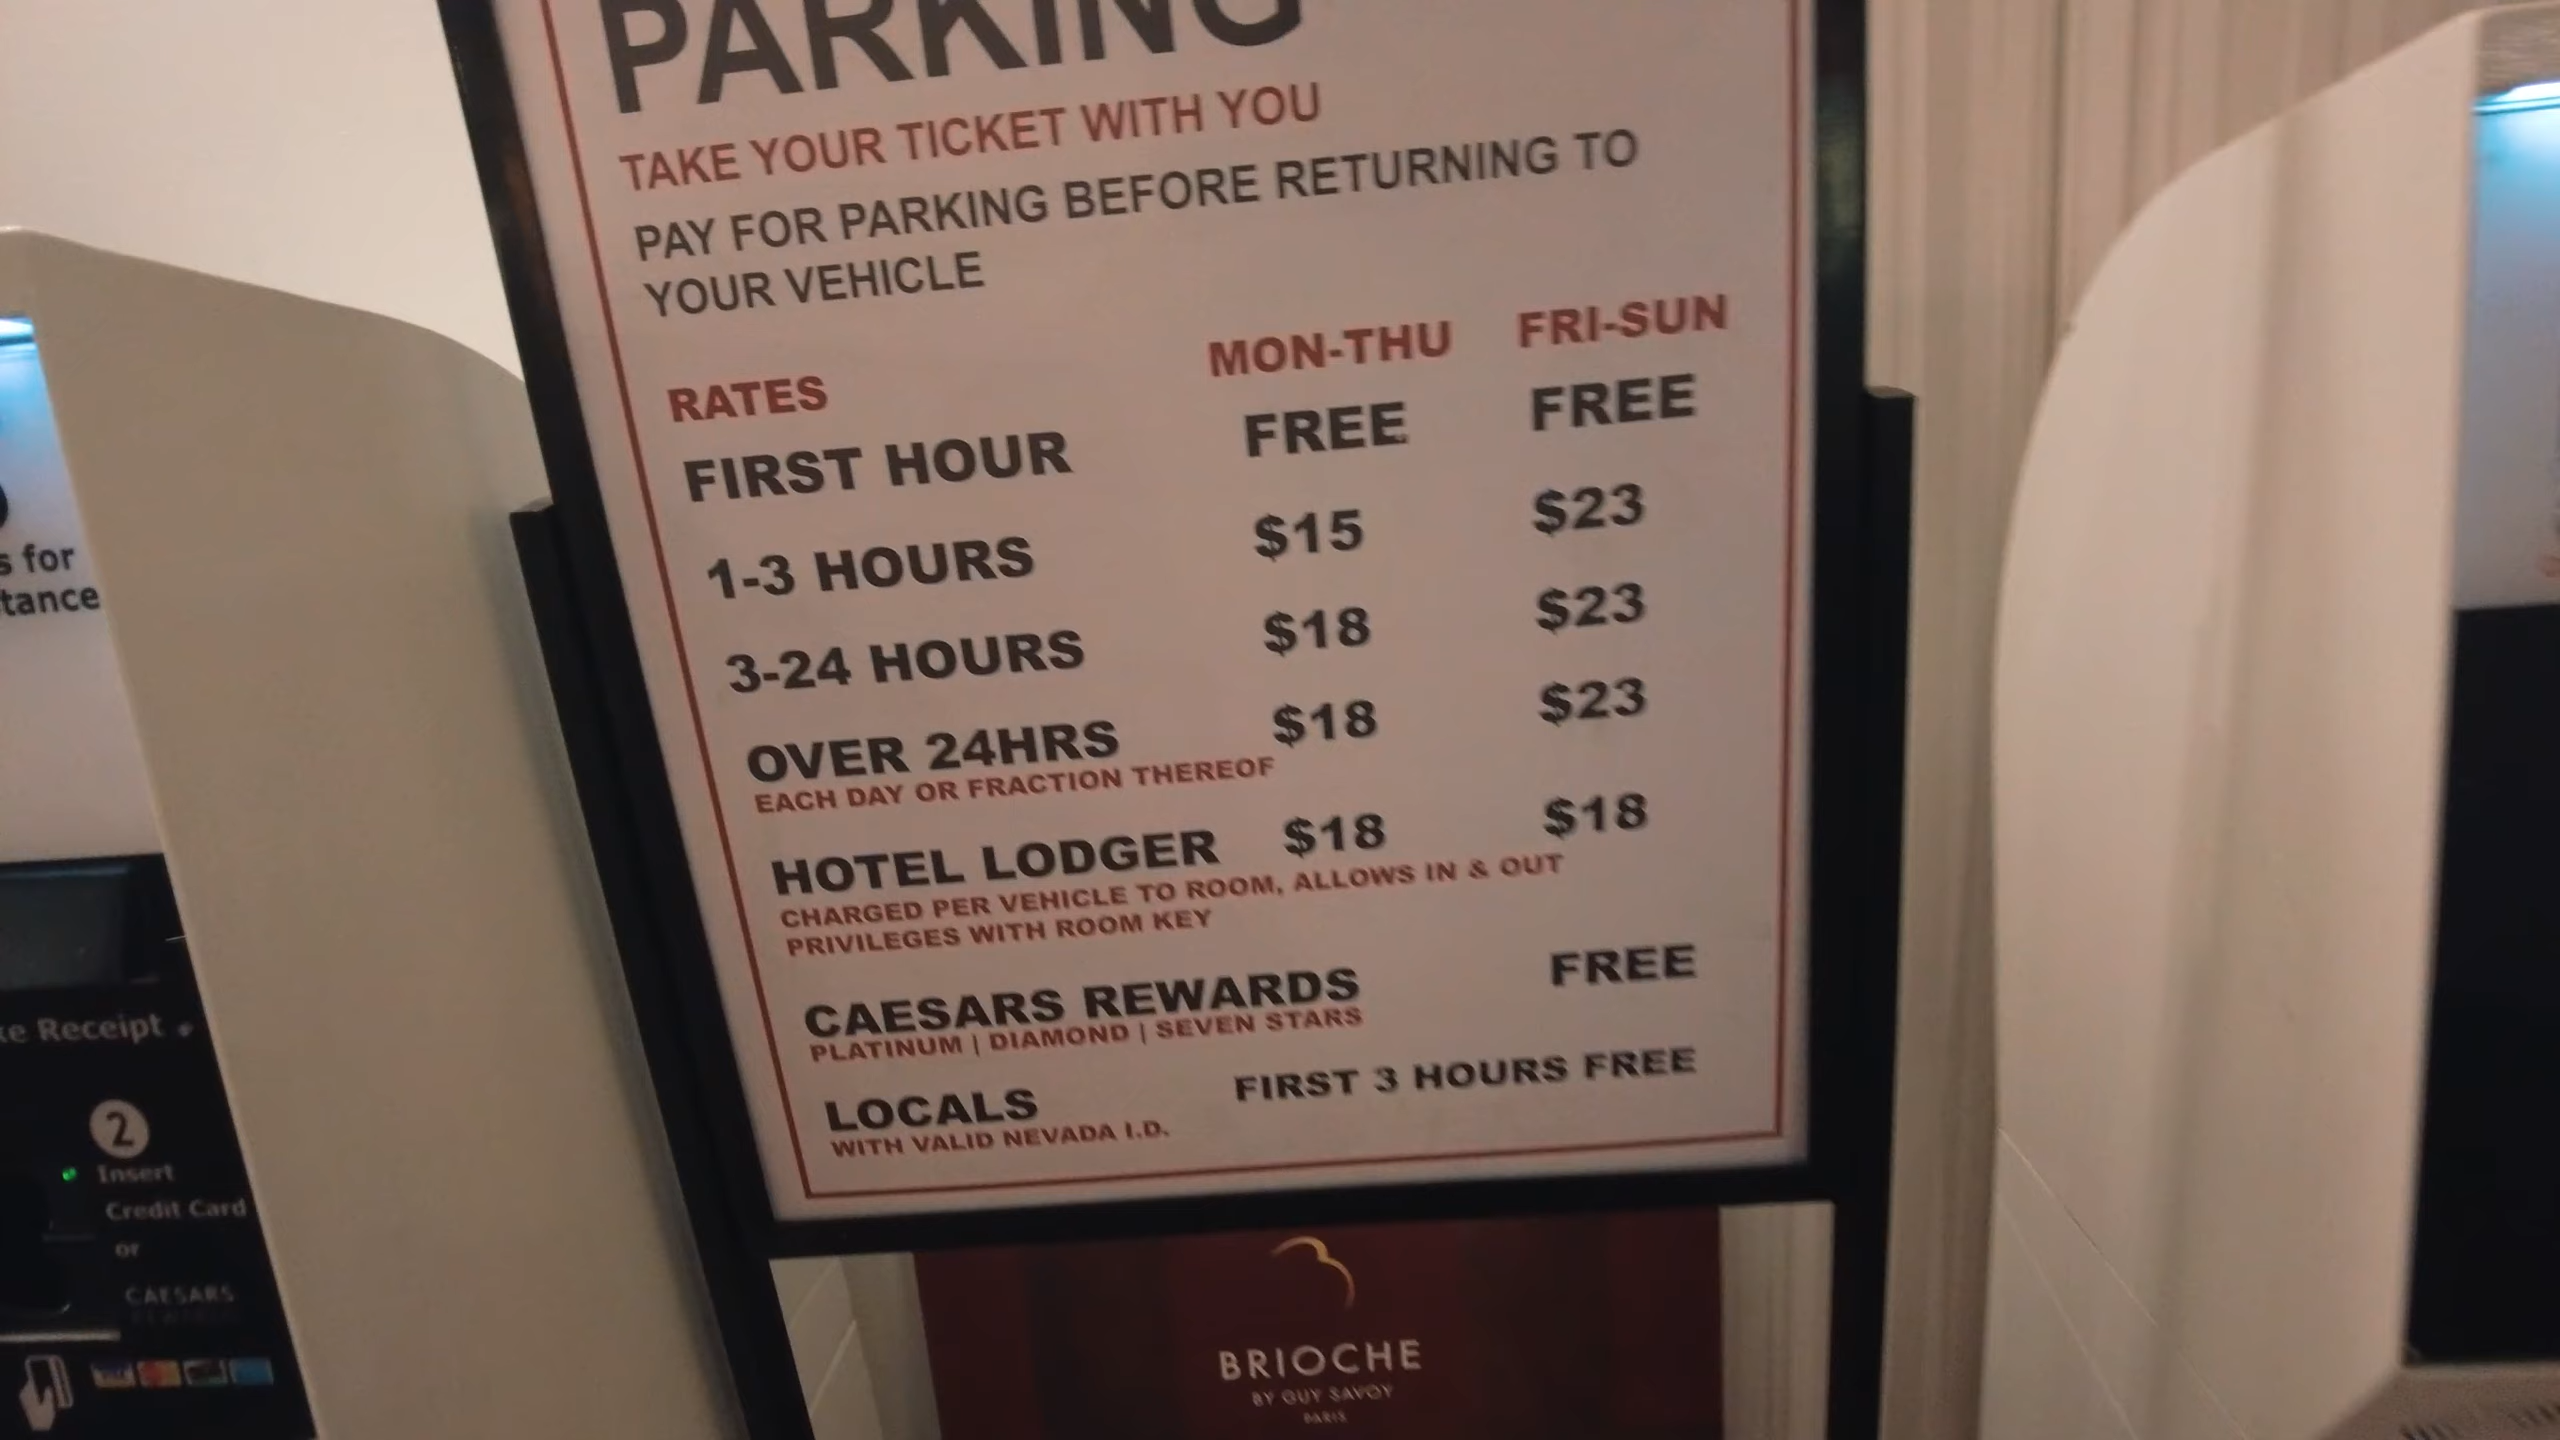 PARKING
TAKE YOUR TICKET WITH YOU
PAY FOR PARKING BEFORE RETURNING TO
YOUR VEHICLE
RATES MON-THU FRI-SUN
FIRST HOUR FREE FREE
1-3 HOURS $15 $23
3-24 HOURS $18 $23
OVER 24HRS $18 $23
EACH DAY OR FRACTION THEREOF
HOTEL LODGER $18 $18
CHARGED PER VEHICLE TO ROOM, ALLOWS IN & OUT
PRIVILEGES WITH ROOM KEY
CAESARS REWARDS FREE
PLATINUM | DIAMOND | SEVEN STARS
LOCALS FIRST 3 HOURS FREE
WITH VALID NEVADA I.D.
BRIOCHE
BY GUY SAVOY
PARIS
for
Receipt
2
Insert
Credit Card
or
CAESARS